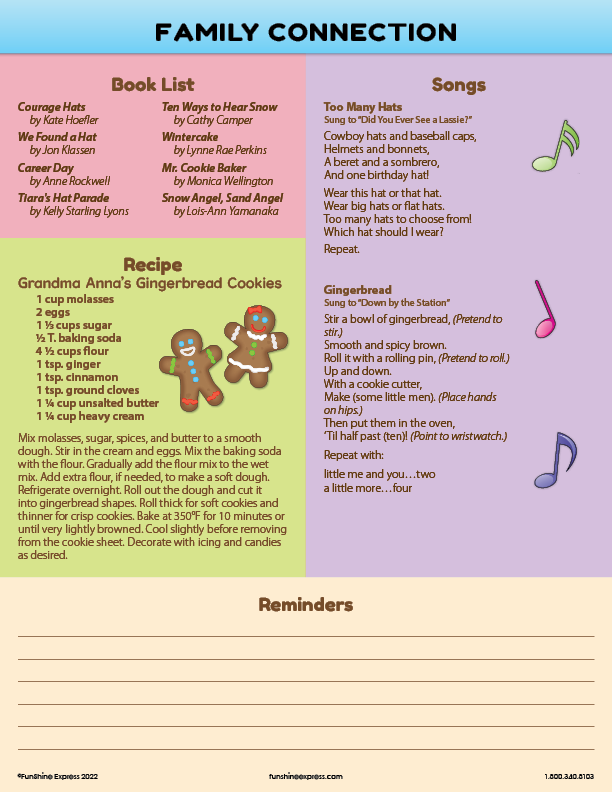 FAMILY CONNECTION
Book List
Courage Hats
by Kate Hoefler
We Found a Hat
by Jon Klassen
Career Day
by Anne Rockwell
Tiara's Hat Parade
by Kelly Starling Lyons
Ten Ways to Hear Snow
by Cathy Camper
Wintercake
by Lynne Rae Perkins
Mr. Cookie Baker
by Monica Wellington
Snow Angel, Sand Angel
by Lois-Ann Yamanaka
Recipe
Grandma Anna's Gingerbread Cookies
1 cup molasses
2 eggs
1 ⅓ cups sugar
½ T. baking soda
4 ½ cups flour
1 tsp. ginger
1 tsp. cinnamon
1 tsp. ground cloves
1 ¼ cup unsalted butter
1 ¼ cup heavy cream
Mix molasses, sugar, spices, and butter to a smooth
dough. Stir in the cream and eggs. Mix the baking soda
with the flour. Gradually add the flour mix to the wet
mix. Add extra flour, if needed, to make a soft dough.
Refrigerate overnight. Roll out the dough and cut it
into gingerbread shapes. Roll thick for soft cookies and
thinner for crisp cookies. Bake at 350°F for 10 minutes or
until very lightly browned. Cool slightly before removing
from the cookie sheet. Decorate with icing and candies
as desired.
Songs
Too Many Hats
Sung to "Did You Ever See a Lassie?"
Cowboy hats and baseball caps,
Helmets and bonnets,
A beret and a sombrero,
And one birthday hat!
Wear this hat or that hat.
Wear big hats or flat hats.
Too many hats to choose from!
Which hat should I wear?
Repeat.
Gingerbread
Sung to "Down by the Station"
Stir a bowl of gingerbread, (Pretend to
stir.)
Smooth and spicy brown.
Roll it with a rolling pin, (Pretend to roll.)
Up and down.
With a cookie cutter,
Make (some little men). (Place hands
on hips.)
Then put them in the oven,
'Til half past (ten)! (Point to wristwatch.)
Repeat with:
little me and you…two
a little more…four
Reminders
©FunShine Express 2022
funshineexpress.com
1.800.340.8103